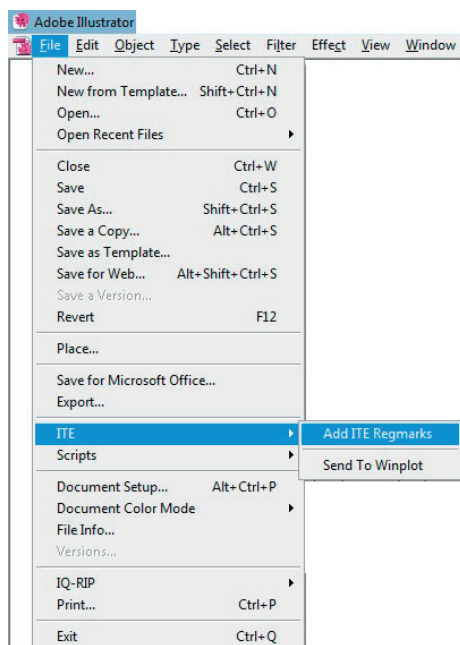 Adobe Illustrator
File Edit Object Type Select Filter Effect View Window
New... Ctrl+N
New from Template... Shift+Ctrl+N
Open... Ctrl+O
Open Recent Files
Close Ctrl+W
Save Ctrl+S
Save As... Shift+Ctrl+S
Save a Copy... Alt+Ctrl+S
Save as Template...
Save for Web... Alt+Shift+Ctrl+S
Save a Version...
Revert F12
Place...
Save for Microsoft Office...
Export...
ITE Add ITE Regmarks
Scripts
Send To Winplot
Document Setup... Alt+Ctrl+P
Document Color Mode
File Info...
Versions...
IQ-RIP
Print... Ctrl+P
Exit Ctrl+Q